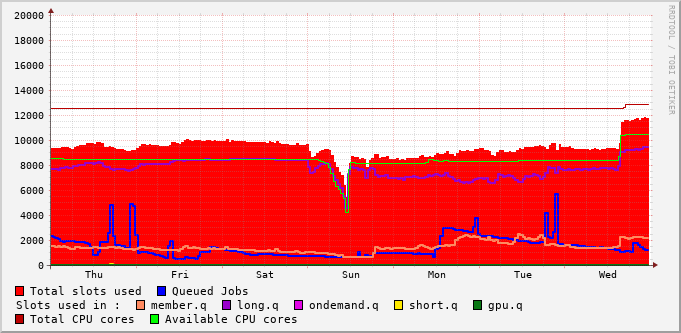 20000
18000
16000
14000
12000
10000
8000
6000
4000
2000
0
Thu Fri Sat Sun Mon Tue Wed
RRDTOOL / TOBI OETIKER
Total slots used Queued Jobs
Slots used in : member.q long.q ondemand.q short.q gpu.q
Total CPU cores Available CPU cores